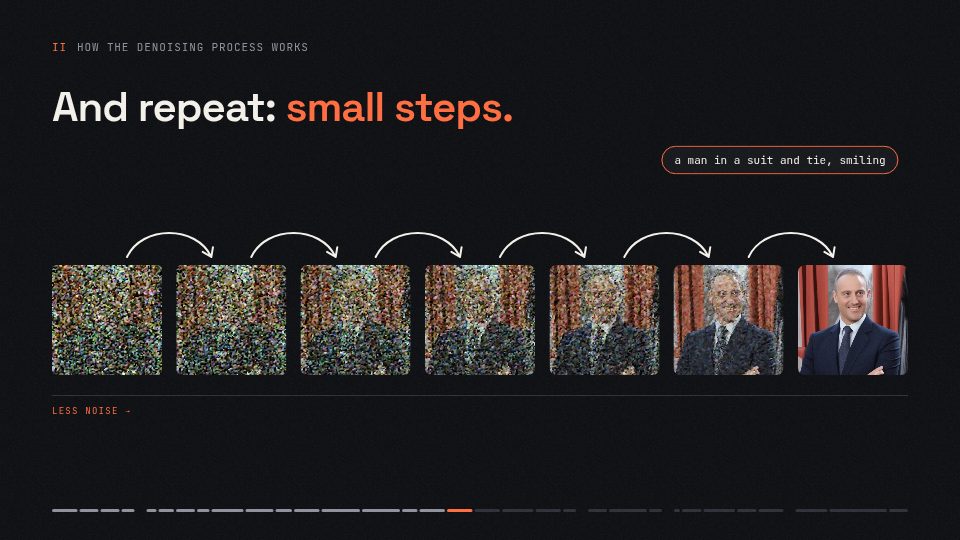 II HOW THE DENOISING PROCESS WORKS
And repeat: small steps.
a man in a suit and tie, smiling
LESS NOISE →